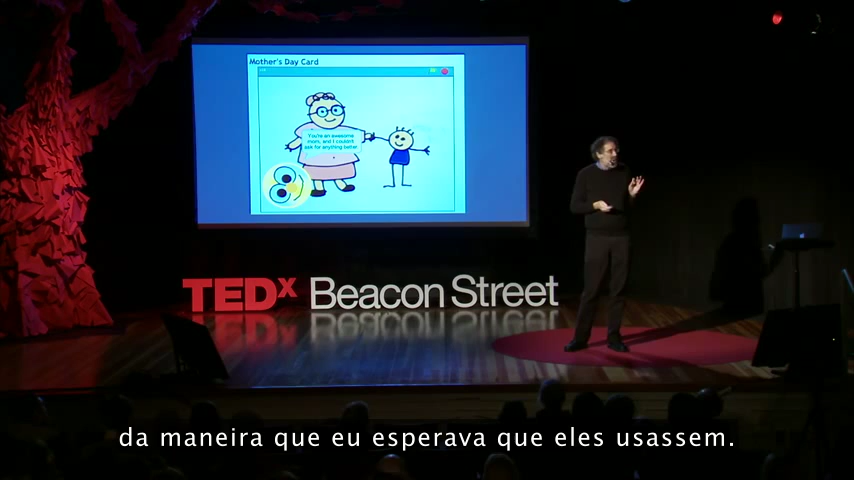 Mother's Day Card
You're an awesome
mom, and I couldn't
ask for anything better
TEDx Beacon Street
da maneira que eu esperava que eles usassem.